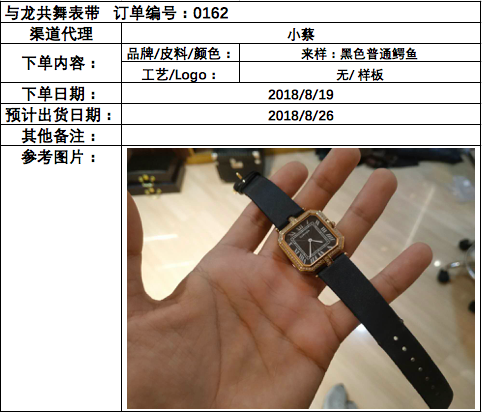 与龙共舞表带 订单编号：0162
渠道代理 小蔡
下单内容： 品牌/皮料/颜色： 来样：黑色普通鳄鱼
工艺/Logo： 无/ 样板
下单日期： 2018/8/19
预计出货日期： 2018/8/26
其他备注：
参考图片：